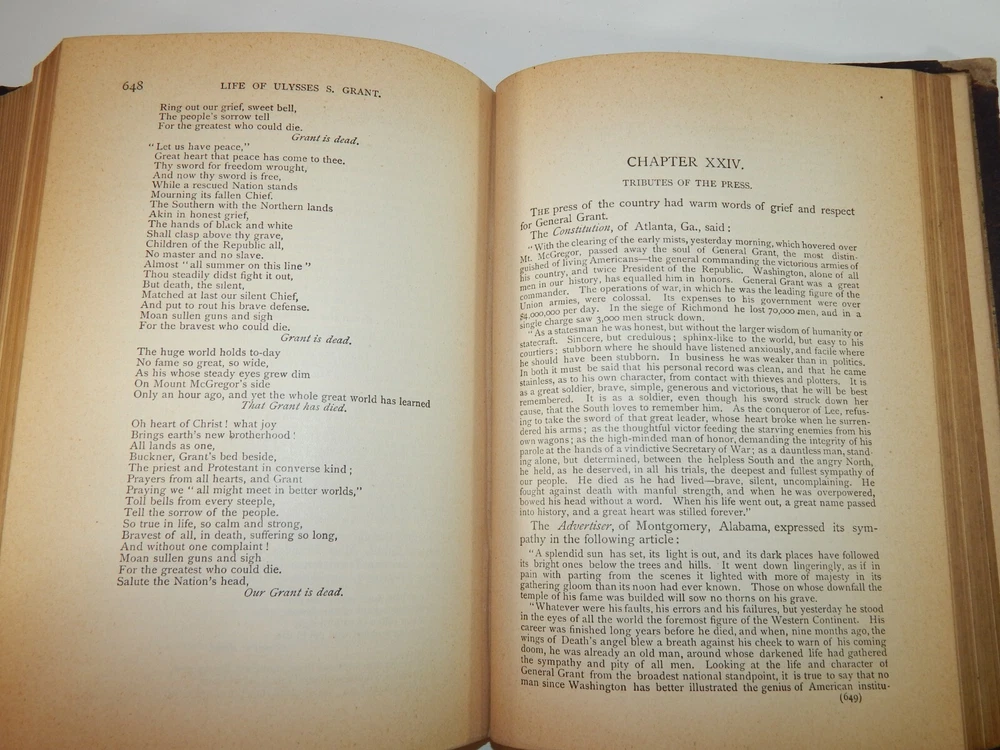 648
LIFE OF ULYSSES S. GRANT.
Ring out our grief, sweet bell,
The people's sorrow tell
For the greatest who could die.
Grant is dead.
"Let us have peace,"
Great heart that peace has come to thee,
Thy sword for freedom wrought,
And now thy sword is free,
While a rescued Nation stands
Mourning its fallen Chief.
The Southern with the Northern lands
Akin in honest grief,
The hands of black and white
Shall clasp above thy grave,
Children of the Republic all,
No master and no slave.
Almost "all summer on this line"
Thou steadily didst fight it out,
But death, the silent,
Matched at last our silent Chief,
And put to rout his brave defense.
Moan sullen guns and sigh
For the bravest who could die.
Grant is dead.
The huge world holds to-day
No fame so great, so wide,
As his whose steady eyes grew dim
On Mount McGregor's side
Only an hour ago, and yet the whole great world has learned
That Grant has died.
Oh heart of Christ! what joy
Brings earth's new brotherhood!
All lands as one,
Buckner, Grant's bed beside,
The priest and Protestant in converse kind;
Prayers from all hearts, and Grant
Praying we "all might meet in better worlds,"
Toll bells from every steeple,
Tell the sorrow of the people.
So true in life, so calm and strong,
Bravest of all, in death, suffering so long,
And without one complaint!
Moan sullen guns and sigh
For the greatest who could die.
Salute the Nation's head,
Our Grant is dead.
CHAPTER XXIV.
TRIBUTES OF THE PRESS.
THE press of the country had warm words of grief and respect
for General Grant.
The Constitution, of Atlanta, Ga., said:
"With the clearing of the early mists, yesterday morning, which hovered over
Mt. McGregor, passed away the soul of General Grant, the most distin-
guished of living Americans—the general commanding the victorious armies of
his country, and twice President of the Republic. Washington, alone of all
men in our history, has equalled him in honors. General Grant was a great
commander. The operations of war, in which he was the leading figure of the
Union armies, were colossal. Its expenses to his government were over
$4,000,000 per day. In the siege of Richmond he lost 70,000 men, and in a
single charge saw 3,000 men struck down.
"As a statesman he was honest, but without the larger wisdom of humanity or
statecraft. Sincere, but credulous; sphinx-like to the world, but easy to his
courtiers; stubborn where he should have listened anxiously, and facile where
he should have been stubborn. In business he was weaker than in politics.
In both it must be said that his personal record was clean, and that he came
stainless, as to his own character, from contact with thieves and plotters. It is
as a great soldier, brave, simple, generous and victorious, that he will be best
remembered. It is as a soldier, even though his sword struck down her
cause, that the South loves to remember him. As the conqueror of Lee, refus-
ing to take the sword of that great leader, whose heart broke when he surren-
dered his arms; as the thoughtful victor feeding the starving enemies from his
own wagons; as the high-minded man of honor, demanding the integrity of his
parole at the hands of a vindictive Secretary of War; as a dauntless man, stand-
ing alone, but determined, between the helpless South and the angry North,
he held, as he deserved, in all his trials, the deepest and fullest sympathy of
our people. He died as he had lived—brave, silent, uncomplaining. He
fought against death with manful strength, and when he was overpowered,
bowed his head without a word. When his life went out, a great name passed
into history, and a great heart was stilled forever."
The Advertiser, of Montgomery, Alabama, expressed its sym-
pathy in the following article:
"A splendid sun has set, its light is out, and its dark places have followed
its bright ones below the trees and hills. It went down lingeringly, as if in
pain with parting from the scenes it lighted with more of majesty in its
gathering gloom than its noon had ever known. Those on whose downfall the
temple of his fame was builded will sow no thorns on his grave.
"Whatever were his faults, his errors and his failures, but yesterday he stood
in the eyes of all the world the foremost figure of the Western Continent. His
career was finished long years before he died, and when, nine months ago, the
wings of Death's angel blew a breath against his cheek to warn of his coming
doom, he was already an old man, around whose darkened life had gathered
the sympathy and pity of all men. Looking at the life and character of
General Grant from the broadest national standpoint, it is true to say that no
man since Washington has better illustrated the genius of American institu-
(649)